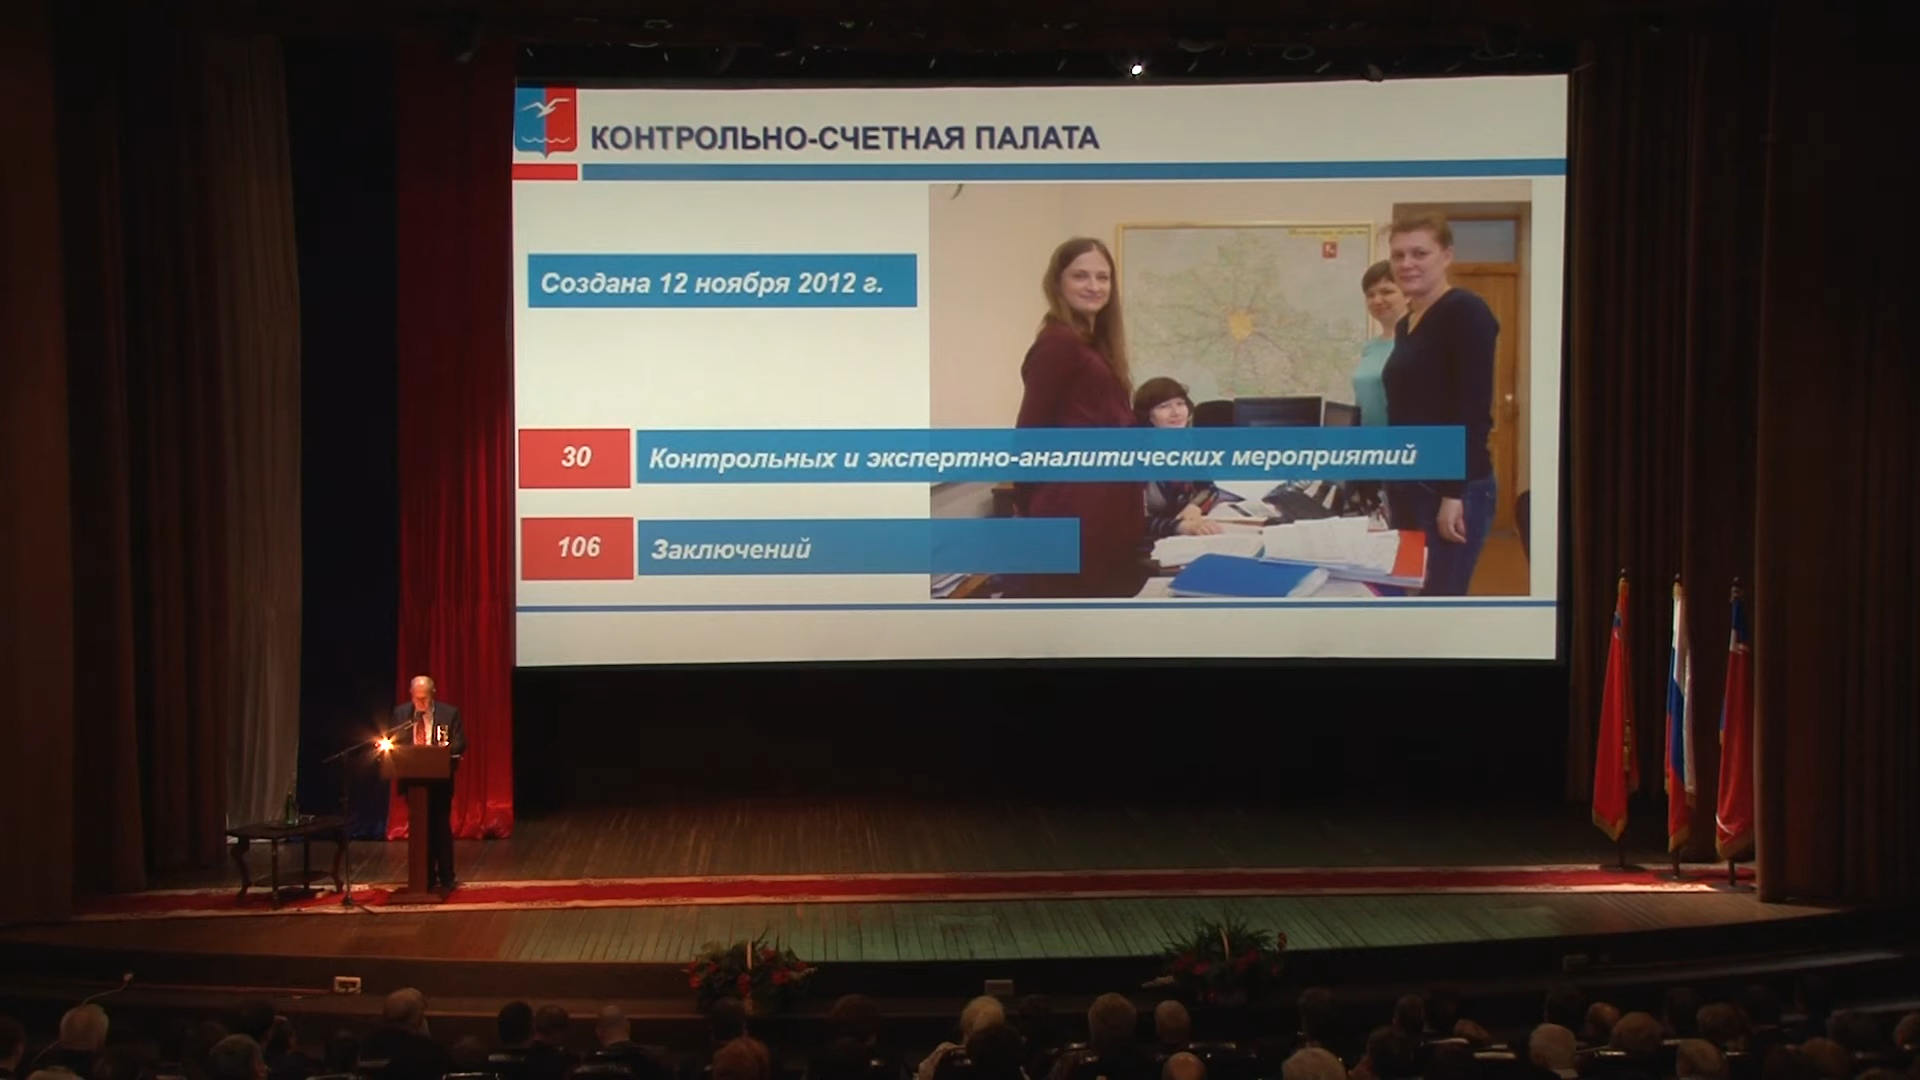 КОНТРОЛЬНО-СЧЕТНАЯ ПАЛАТА
Создана 12 ноября 2012 г.
30 Контрольных и экспертно-аналитических мероприятий
106 Заключений